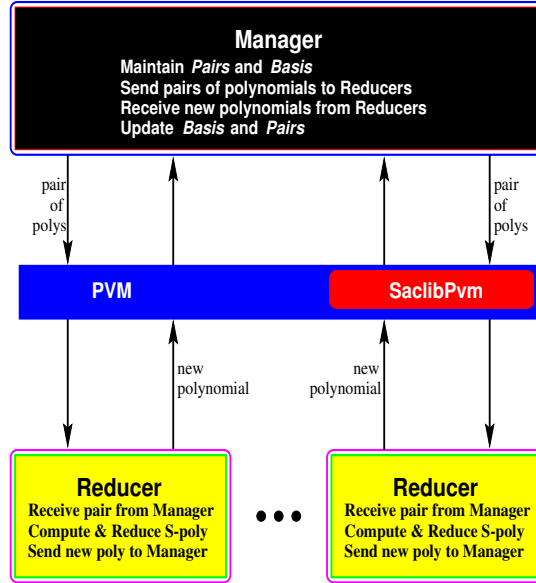 Manager
Maintain Pairs and Basis
Send pairs of polynomials to Reducers
Receive new polynomials from Reducers
Update Basis and Pairs
pair
of
polys
pair
of
polys
PVM
SaclibPvm
new
polynomial
new
polynomial
Reducer
Receive pair from Manager
Compute & Reduce S-poly
Send new poly to Manager
Reducer
Receive pair from Manager
Compute & Reduce S-poly
Send new poly to Manager